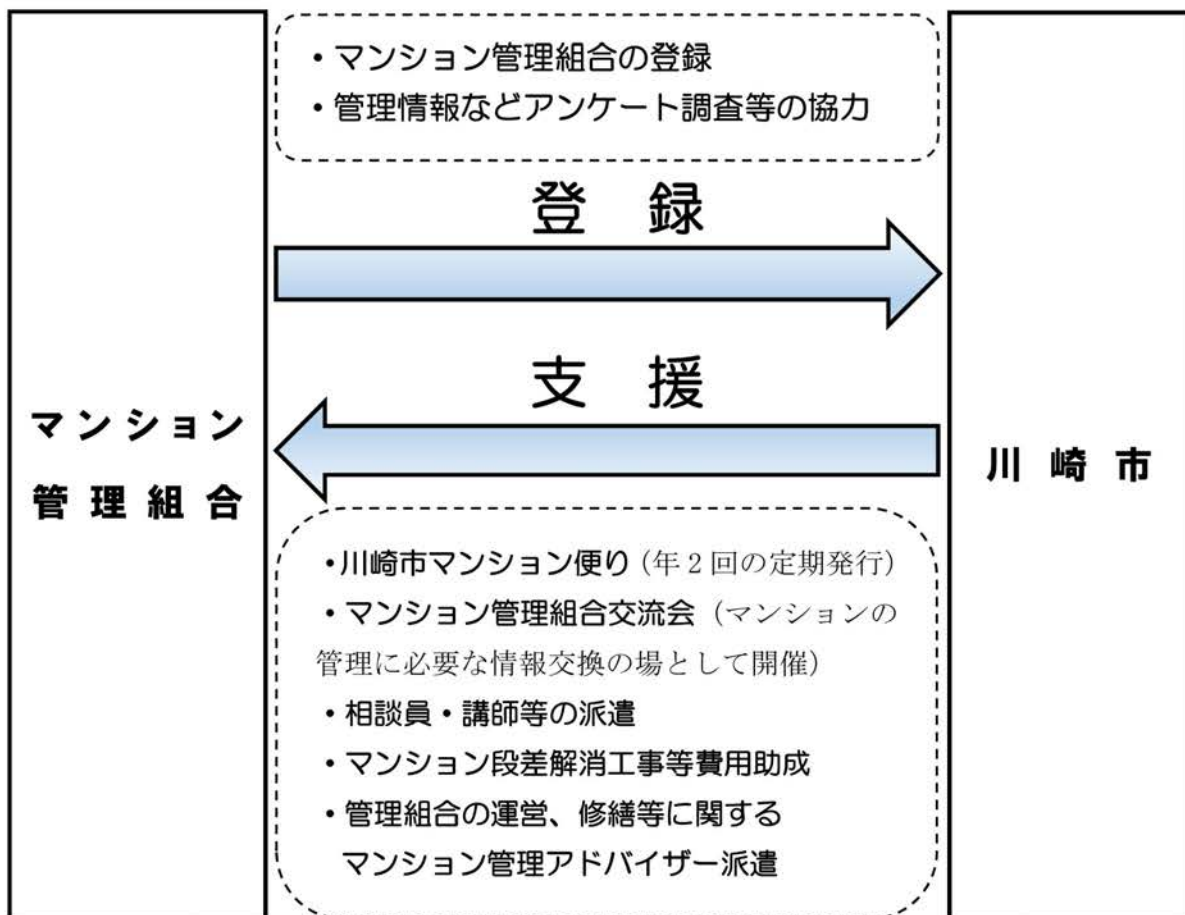 ・マンション管理組合の登録
・管理情報などアンケート調査等の協力
登　録
支　援
マンション
管理組合
川崎市
・川崎市マンション便り（年２回の定期発行）
・マンション管理組合交流会（マンションの
管理に必要な情報交換の場として開催）
・相談員・講師等の派遣
・マンション段差解消工事等費用助成
・管理組合の運営、修繕等に関する
マンション管理アドバイザー派遣